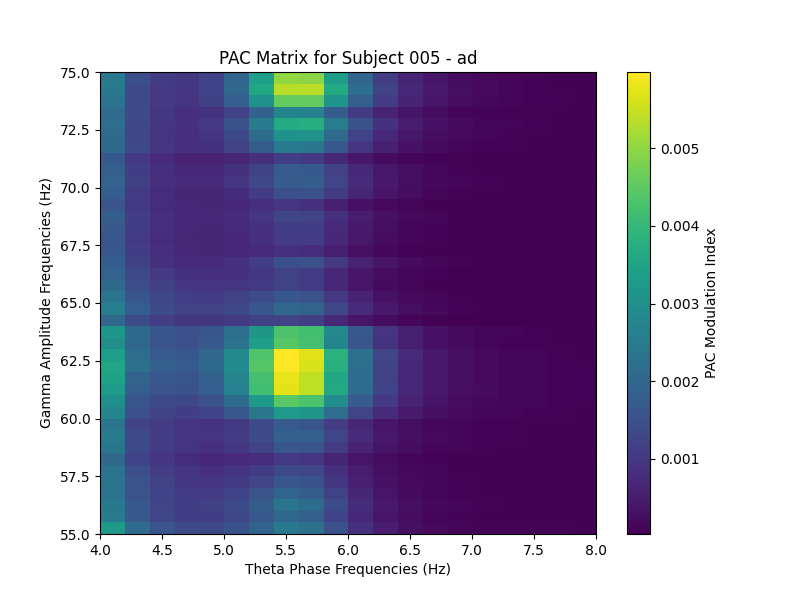 PAC Matrix for Subject 005 - ad
75.0
72.5
70.0
67.5
65.0
62.5
60.0
57.5
55.0
Gamma Amplitude Frequencies (Hz)
4.0 4.5 5.0 5.5 6.0 6.5 7.0 7.5 8.0
Theta Phase Frequencies (Hz)
0.005
0.004
0.003
0.002
0.001
PAC Modulation Index